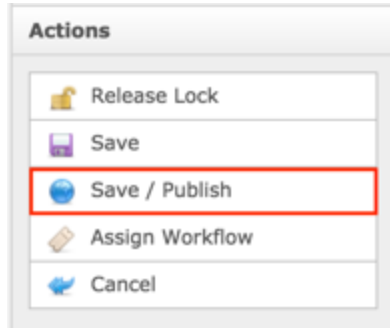 Actions
Release Lock
Save
Save / Publish
Assign Workflow
Cancel